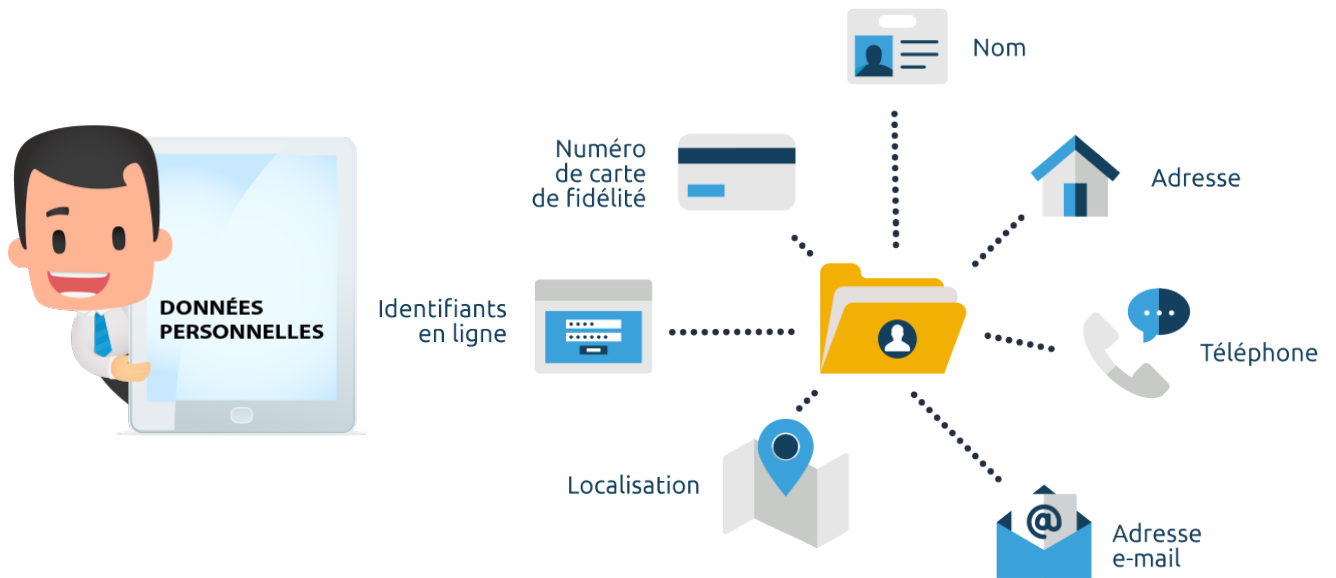 DONNÉES
PERSONNELLES
Nom
Numéro
de carte
de fidélité
Adresse
Identifiants
en ligne
Téléphone
Localisation
@
Adresse
e-mail